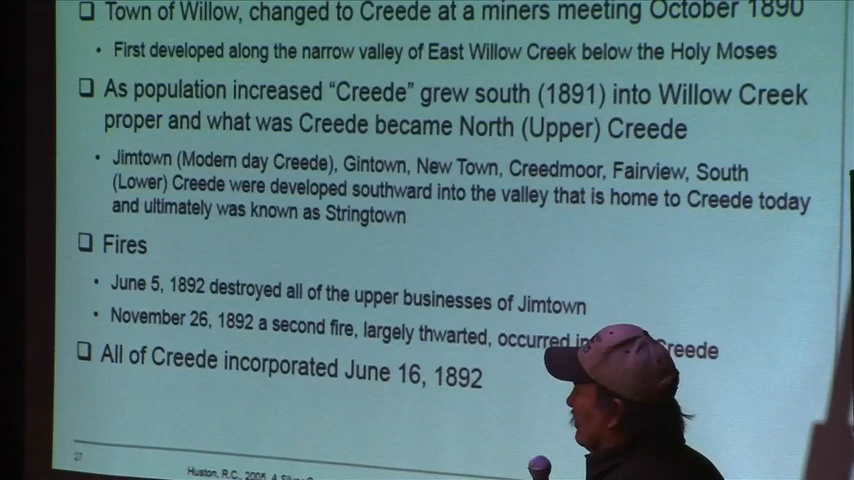 ❑ Town of Willow, changed to Creede at a miners meeting October 1890
• First developed along the narrow valley of East Willow Creek below the Holy Moses
❑ As population increased “Creede” grew south (1891) into Willow Creek
proper and what was Creede became North (Upper) Creede
• Jimtown (Modern day Creede), Gintown, New Town, Creedmoor, Fairview, South
(Lower) Creede were developed southward into the valley that is home to Creede today
and ultimately was known as Stringtown
❑ Fires
• June 5, 1892 destroyed all of the upper businesses of Jimtown
• November 26, 1892 a second fire, largely thwarted, occurred in Creede
❑ All of Creede incorporated June 16, 1892
27
Huston, R.C., 2005, A Silver